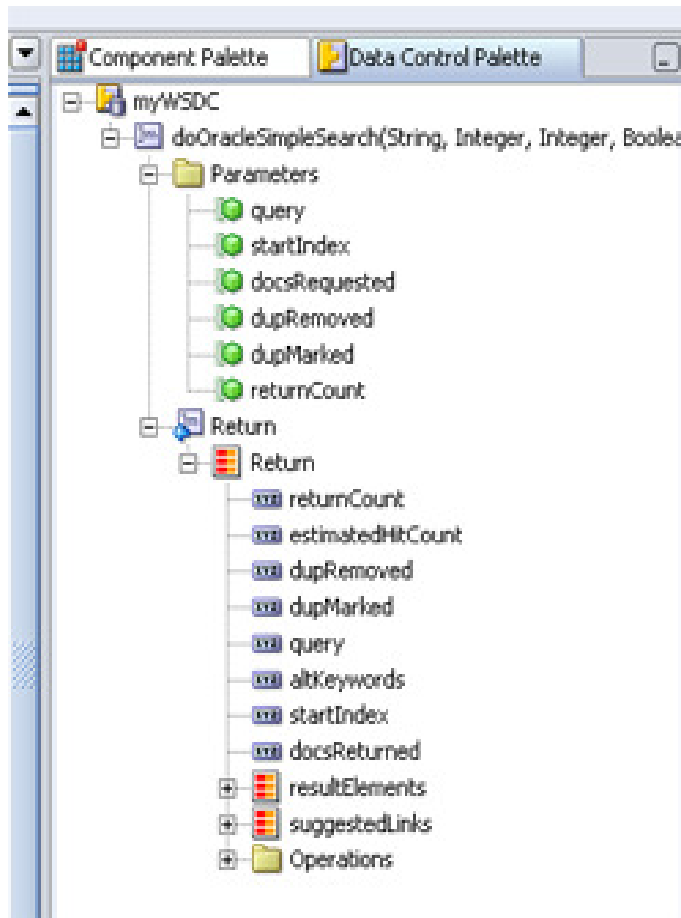 Component Palette Data Control Palette
myWSDC
doOracleSimpleSearch(String, Integer, Integer, Boolea
Parameters
query
startIndex
docsRequested
dupRemoved
dupMarked
returnCount
Return
Return
returnCount
estimatedHitCount
dupRemoved
dupMarked
query
altKeywords
startIndex
docsReturned
resultElements
suggestedLinks
Operations